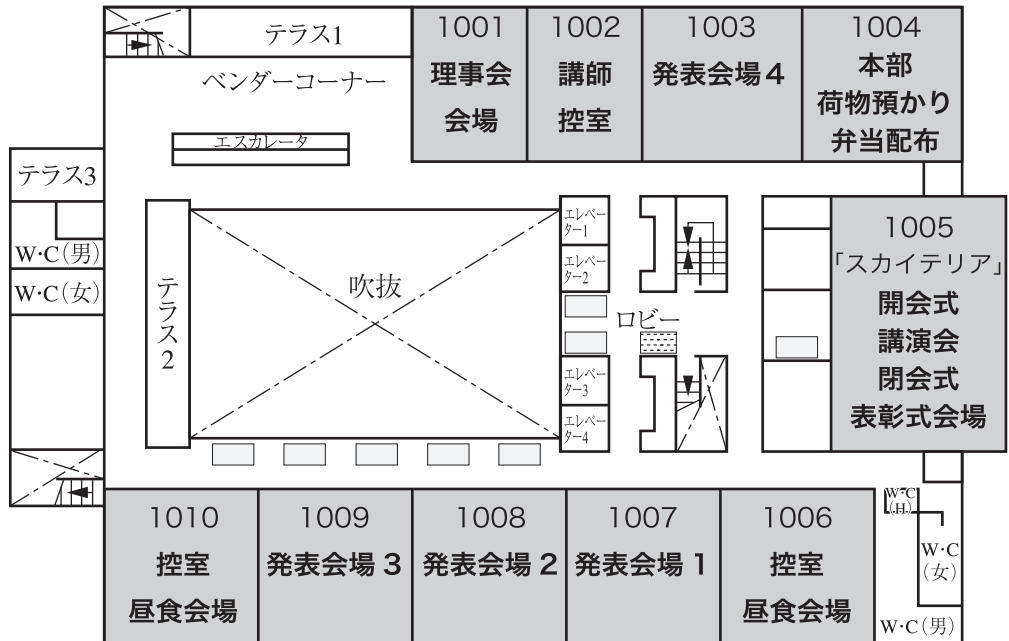 テラス1
1001
理事会
会場
1002
講師
控室
1003
発表会場4
1004
本部
荷物預かり
弁当配布
ベンダーコーナー
エスカレータ
テラス3
W・C(男)
W・C(女)
テラス2
吹抜
エレベー
ター1
エレベー
ター2
ロビー
エレベー
ター3
エレベー
ター4
1005
「スカイテリア」
開会式
講演会
閉会式
表彰式会場
1010
控室
昼食会場
1009
発表会場 3
1008
発表会場 2
1007
発表会場 1
1006
控室
昼食会場
W・C
(H)
W・C
(女)
W・C(男)